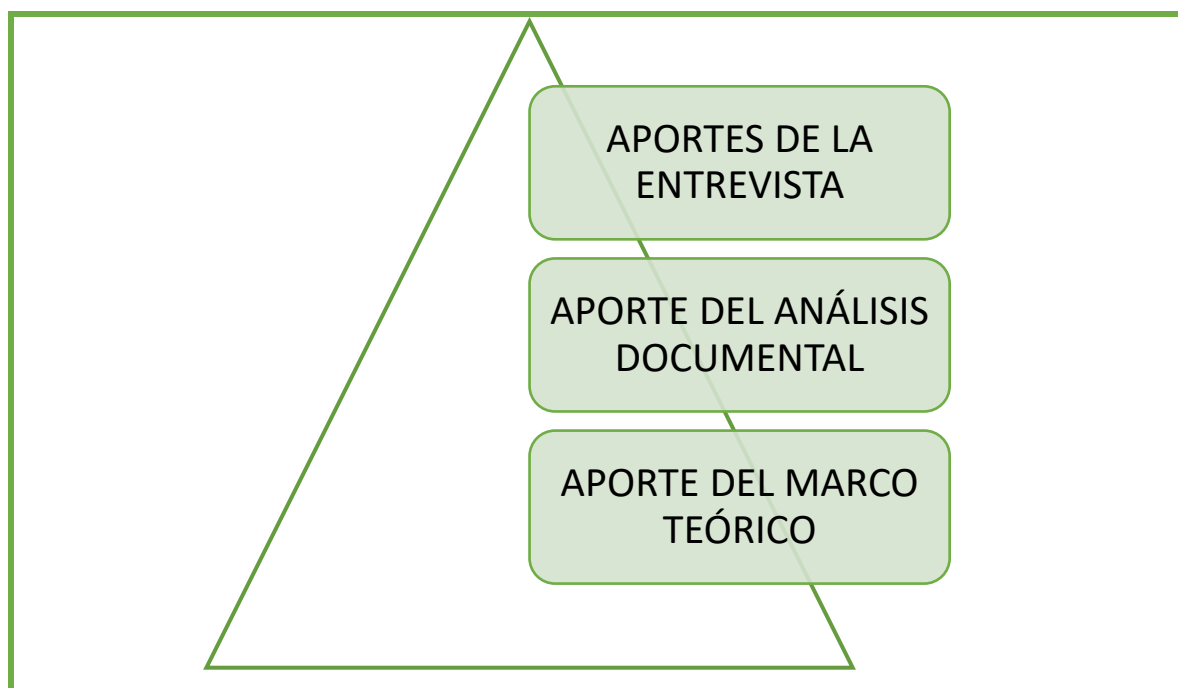 APORTES DE LA
ENTREVISTA
APORTE DEL ANÁLISIS
DOCUMENTAL
APORTE DEL MARCO
TEÓRICO